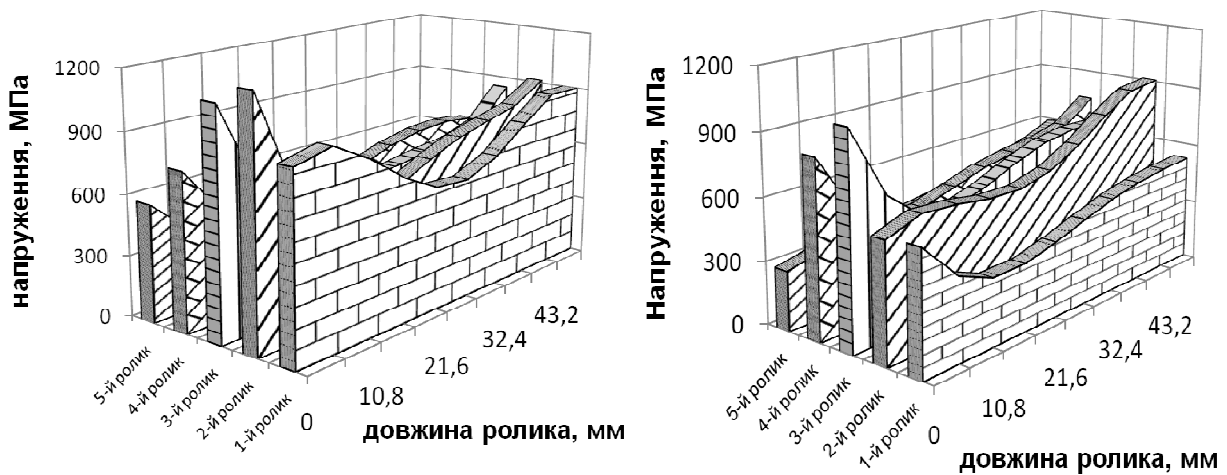 напруження, МПа
1200
900
600
300
0
5-й ролик
4-й ролик
3-й ролик
2-й ролик
1-й ролик
0
10,8
21,6
32,4
43,2
довжина ролика, мм
Напруження, МПа
1200
900
600
300
0
5-й ролик
4-й ролик
3-й ролик
2-й ролик
1-й ролик
0
10,8
21,6
32,4
43,2
довжина ролика, мм